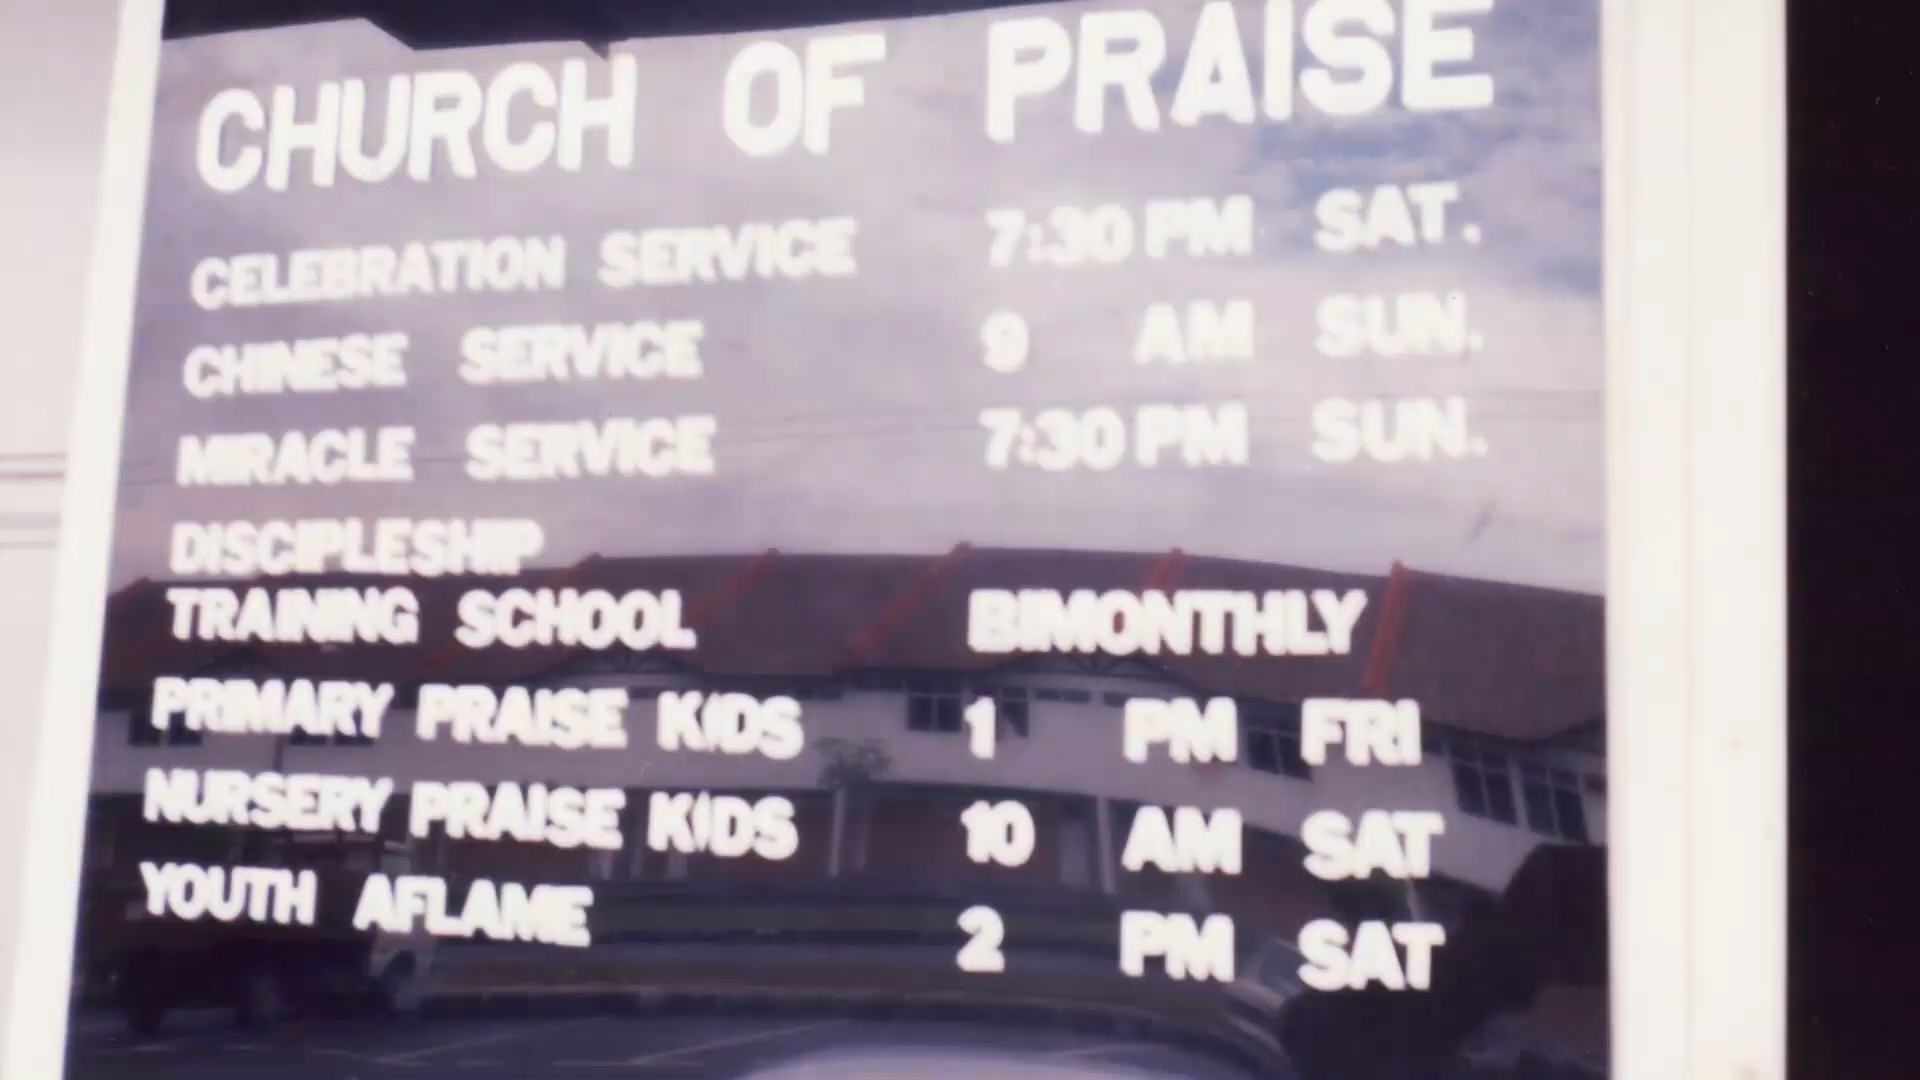 CHURCH OF PRAISE
CELEBRATION SERVICE 7:30 PM SAT.
CHINESE SERVICE 9 AM SUN.
MIRACLE SERVICE 7:30 PM SUN.
DISCIPLESHIP
TRAINING SCHOOL BIMONTHLY
PRIMARY PRAISE KIDS 1 PM FRI
NURSERY PRAISE KIDS 10 AM SAT
YOUTH AFLAME 2 PM SAT